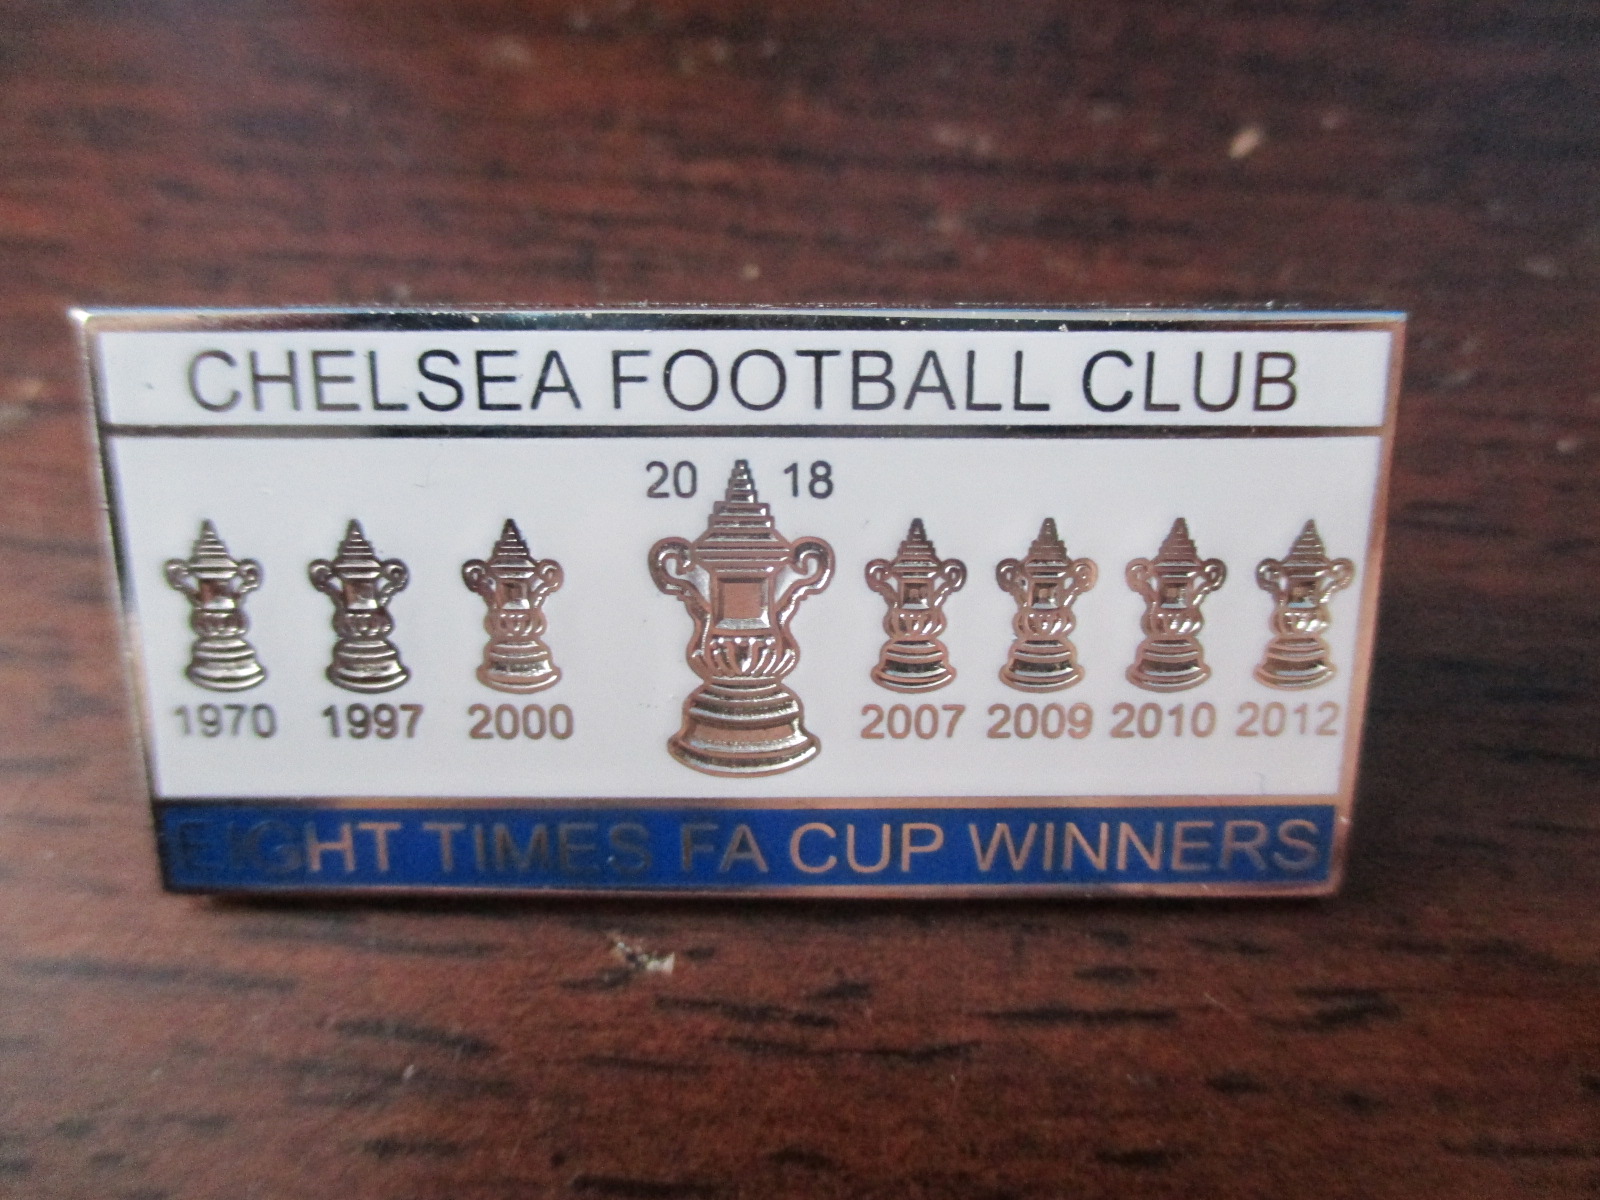 CHELSEA FOOTBALL CLUB
20 18
1970 1997 2000 2007 2009 2010 2012
EIGHT TIMES FA CUP WINNERS